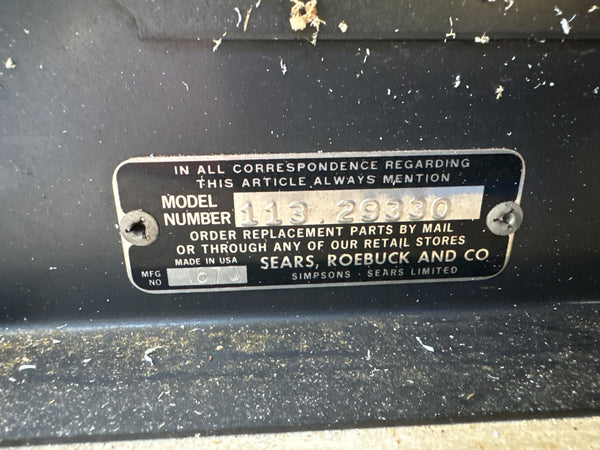 IN ALL CORRESPONDENCE REGARDING
THIS ARTICLE ALWAYS MENTION
MODEL NUMBER 113.29330
ORDER REPLACEMENT PARTS BY MAIL
OR THROUGH ANY OF OUR RETAIL STORES
MADE IN USA SEARS, ROEBUCK AND CO
MFG NO SIMPSONS - SEARS LIMITED